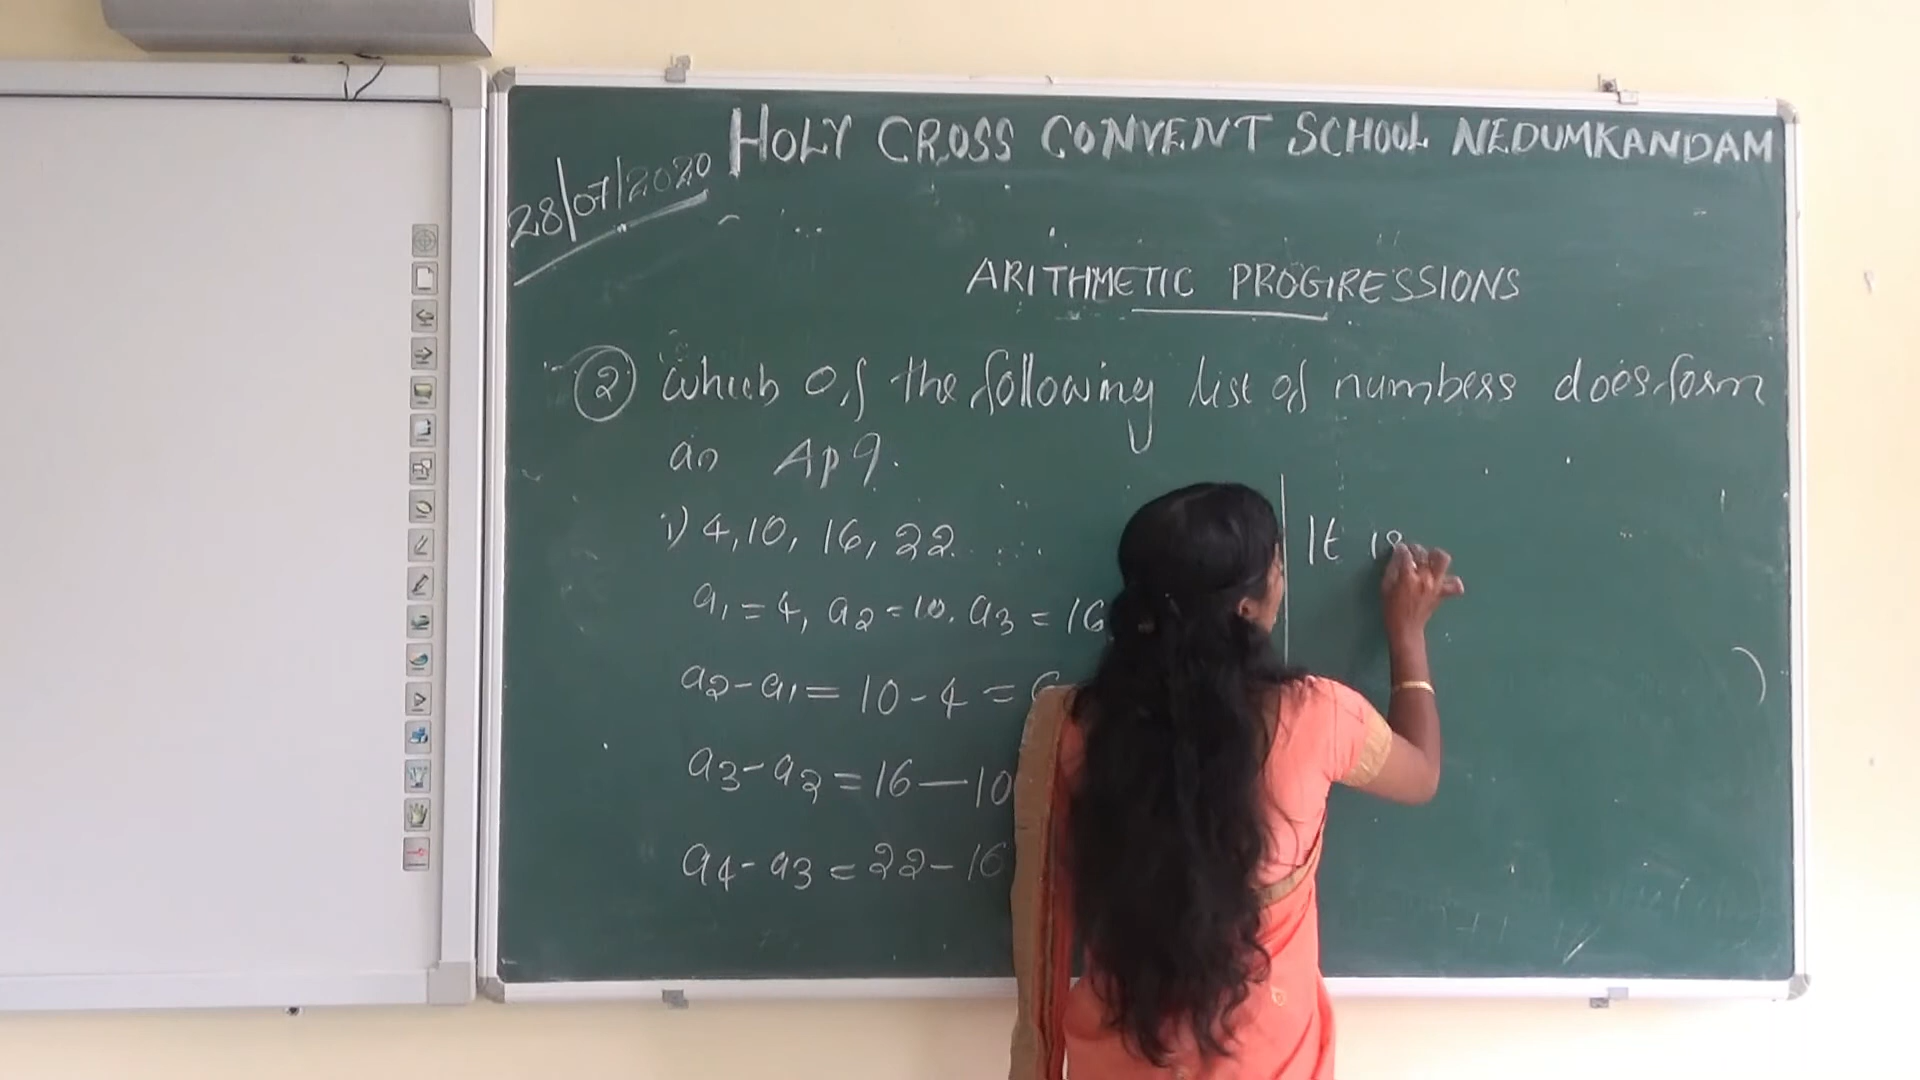 HOLY CROSS CONVENT SCHOOL NEDUMKANDAM
28/07/2020
ARITHMETIC PROGRESSIONS
② which of the following list of numbers does form
an Ap?
i) 4, 10, 16, 22.....
a₁ = 4, a₂ = 10. a₃ = 16
a₂ - a₁ = 10 - 4 =
a₃ - a₂ = 16 - 10
a₄ - a₃ = 22 - 16
It is